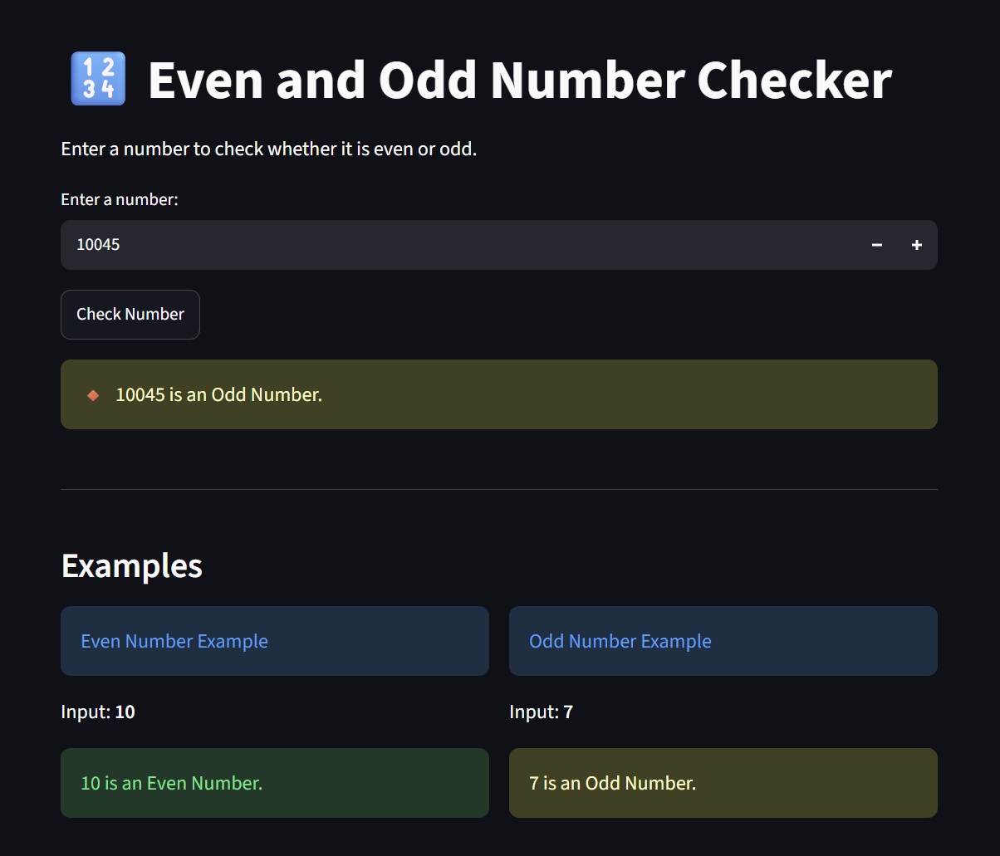 🔢 Even and Odd Number Checker
Enter a number to check whether it is even or odd.
Enter a number:
10045
Check Number
🔸 10045 is an Odd Number.
Examples
Even Number Example
Odd Number Example
Input: 10
Input: 7
10 is an Even Number.
7 is an Odd Number.